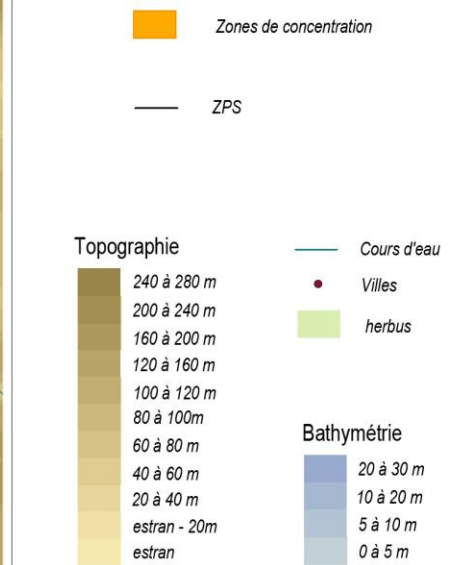 Zones de concentration
ZPS
Topographie
240 à 280 m
200 à 240 m
160 à 200 m
120 à 160 m
100 à 120 m
80 à 100m
60 à 80 m
40 à 60 m
20 à 40 m
estran - 20m
estran
Cours d'eau
Villes
herbus
Bathymétrie
20 à 30 m
10 à 20 m
5 à 10 m
0 à 5 m